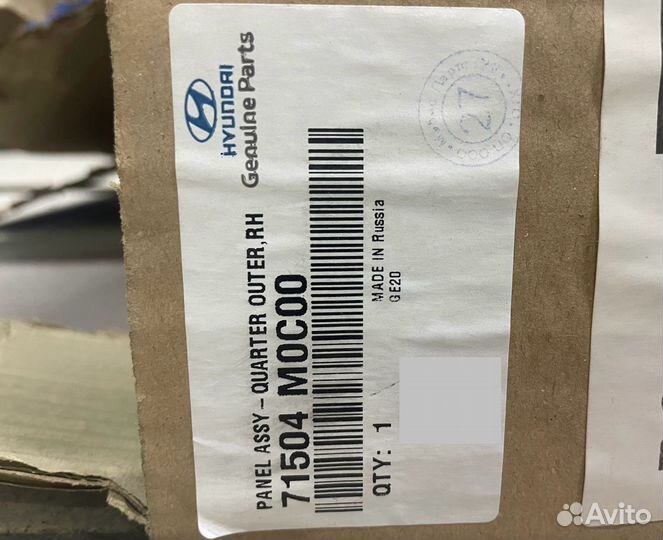 HYUNDAI
Genuine Parts
PANEL ASSY - QUARTER OUTER,RH
71504 M0C00
MADE IN Russia
GE20
QTY: 1
27
Avito